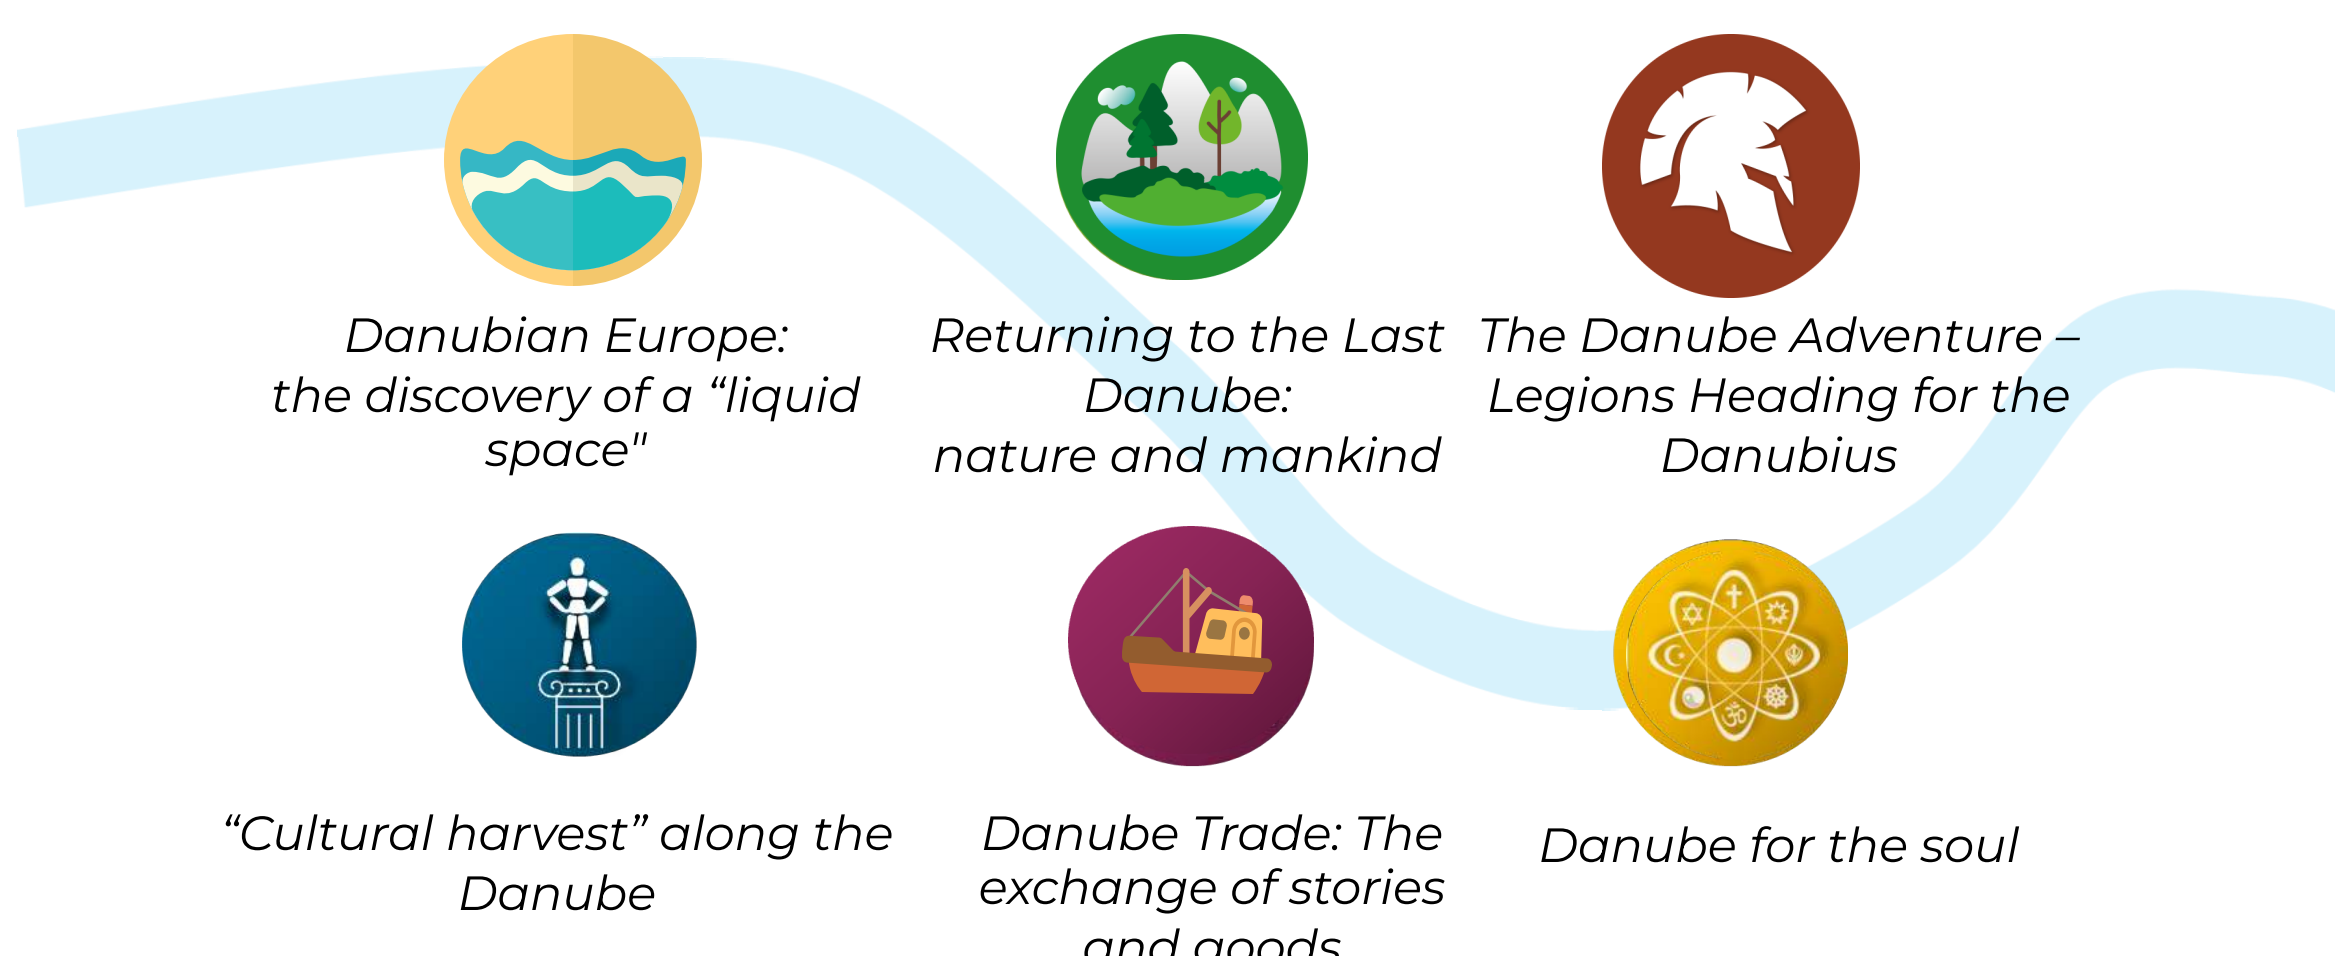 Danubian Europe:
the discovery of a “liquid
space"
Returning to the Last
Danube:
nature and mankind
The Danube Adventure –
Legions Heading for the
Danubius
“Cultural harvest” along the
Danube
Danube Trade: The
exchange of stories
and goods
Danube for the soul